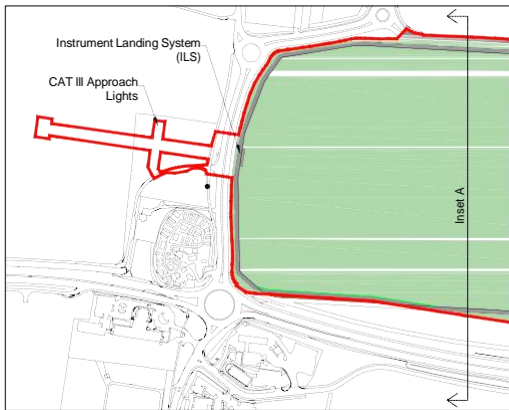 Instrument Landing System
(ILS)
CAT III Approach
Lights
Inset A